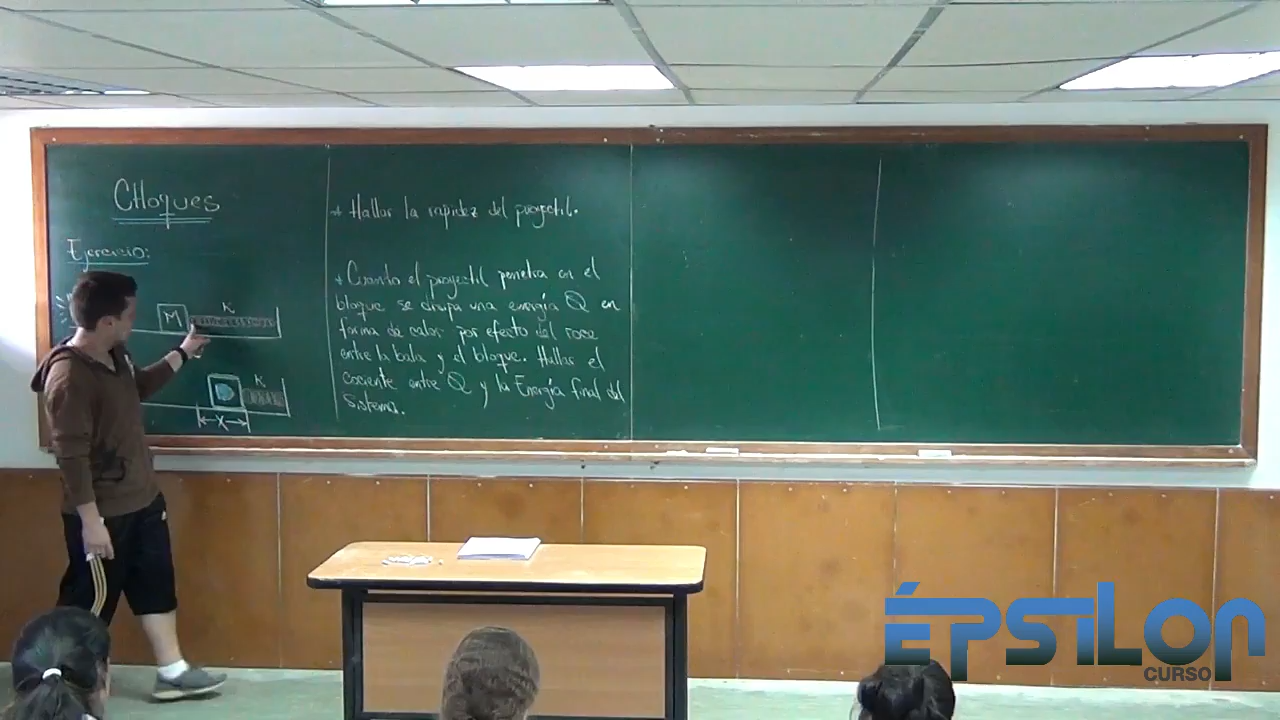 CHoques
Ejercicio:
M
K
K
X
* Hallar la rapidez del proyectil.
* Cuando el proyectil penetra en el
bloque se disipa una energía Q en
forma de calor por efecto del roce
entre la bala y el bloque. Hallar el
cociente entre Q y la Energía final del
Sistema.
ÉPSILON
CURSO